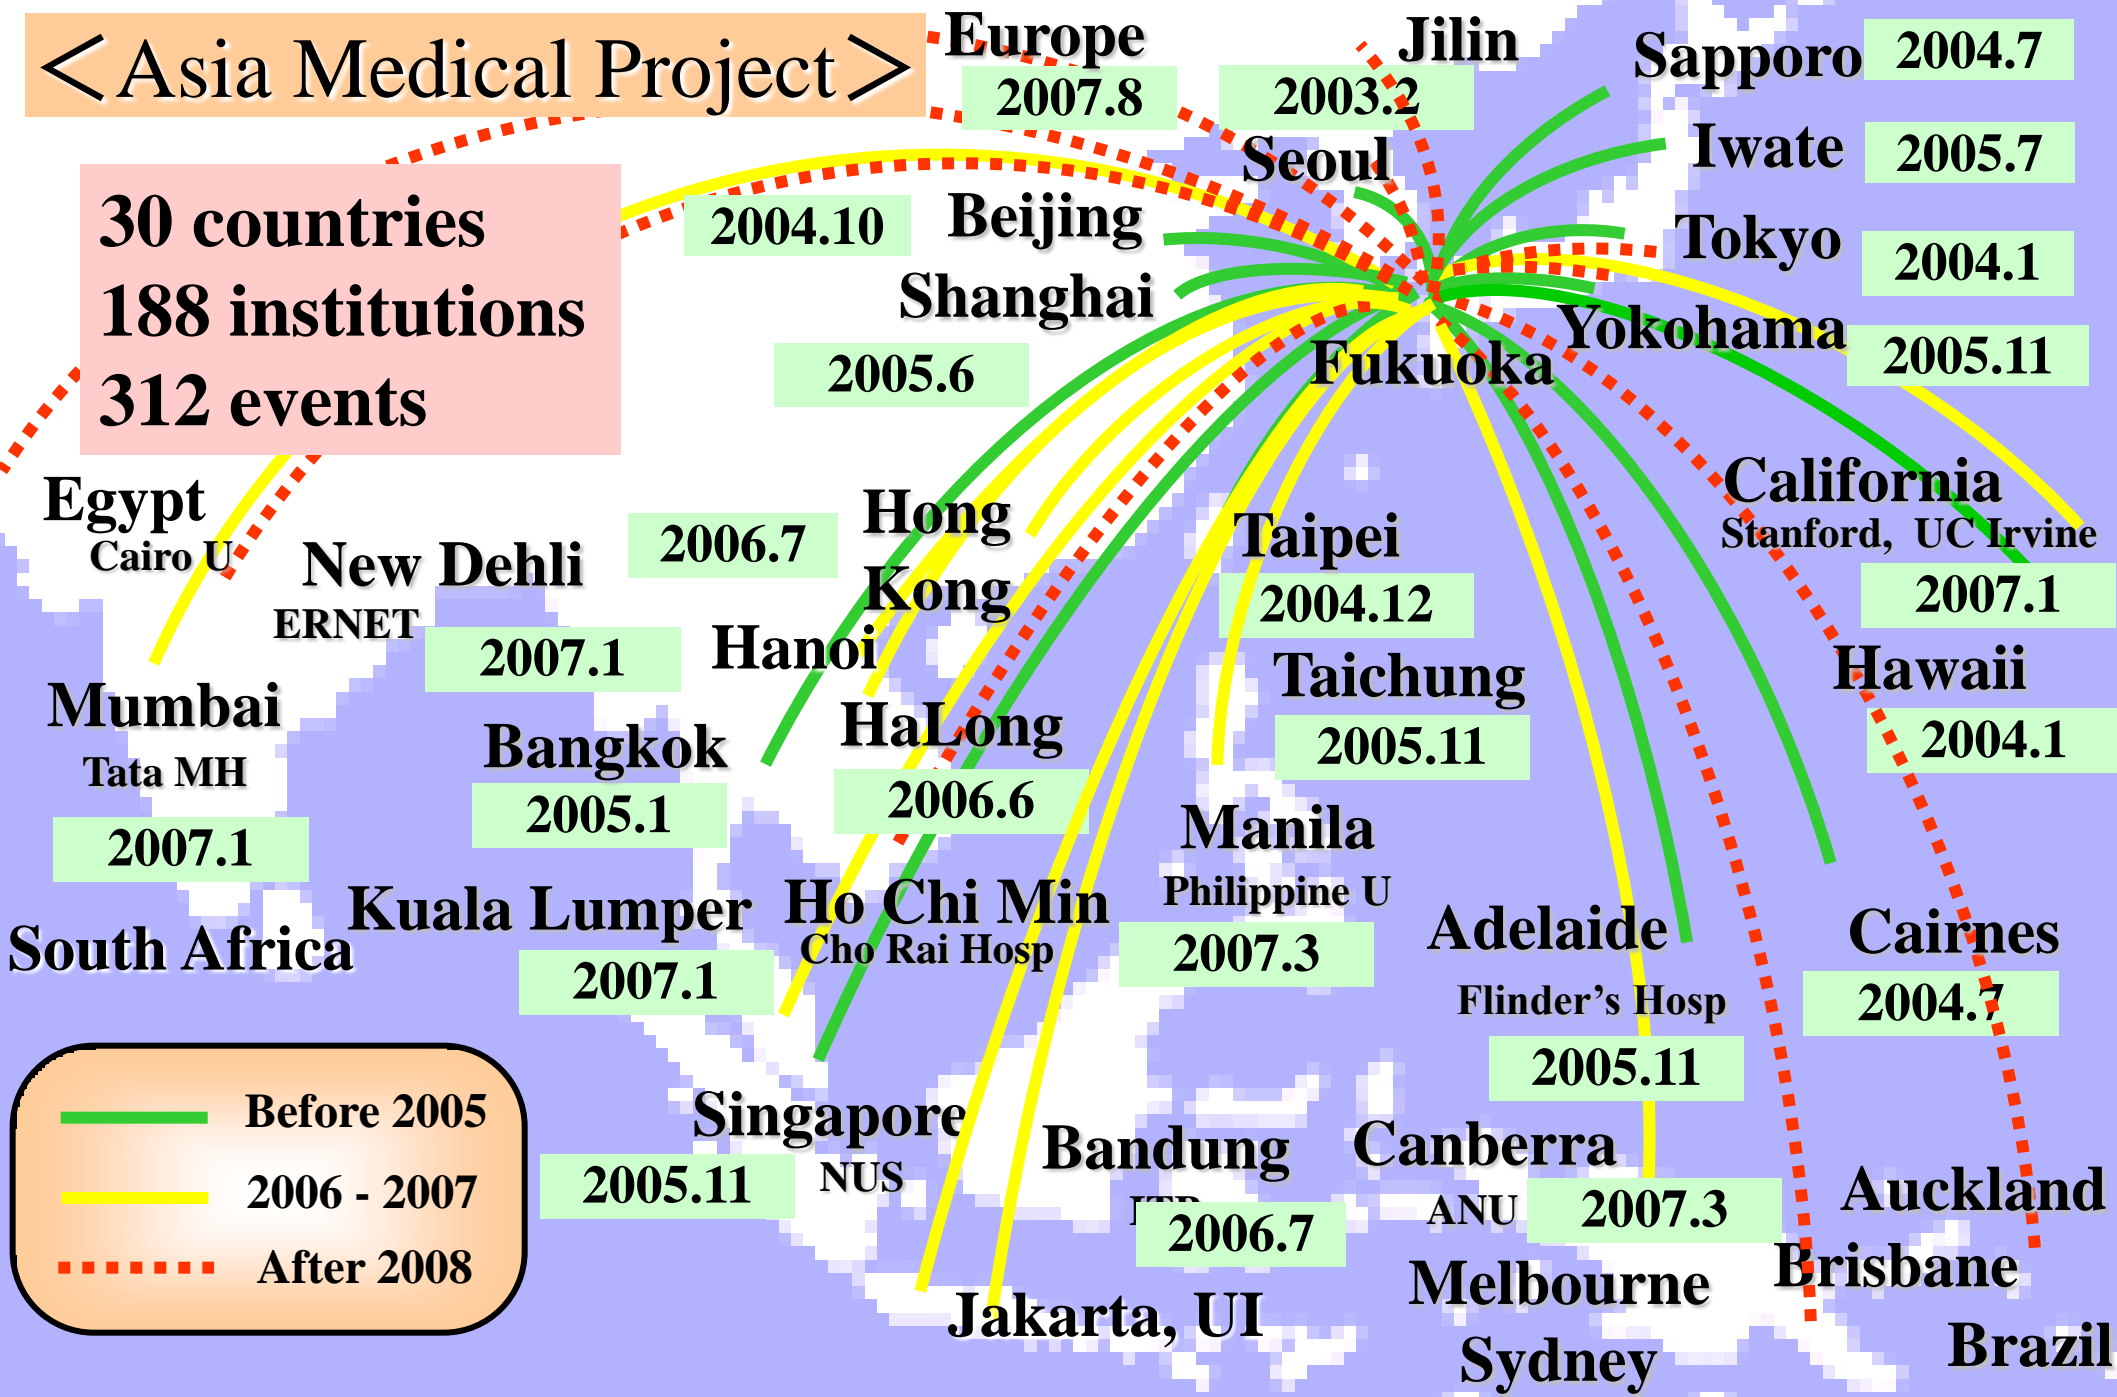 ＜Asia Medical Project＞
30 countries
188 institutions
312 events
Europe
2007.8
Jilin
2003.2
Seoul
Sapporo 2004.7
Iwate 2005.7
Tokyo
2004.1
Yokohama
2005.11
2004.10
Beijing
Shanghai
2005.6
Fukuoka
Egypt
Cairo U
New Dehli
ERNET
2007.1
2006.7
Hong
Kong
Hanoi
Taipei
2004.12
Taichung
2005.11
California
Stanford, UC Irvine
2007.1
Hawaii
2004.1
Mumbai
Tata MH
2007.1
Bangkok
2005.1
HaLong
2006.6
Manila
Philippine U
2007.3
South Africa
Kuala Lumper
2007.1
Ho Chi Min
Cho Rai Hosp
Adelaide
Flinder’s Hosp
2005.11
Cairnes
2004.7
Before 2005
2006 - 2007
After 2008
Singapore
NUS
2005.11
Bandung
2006.7
Canberra
ANU
2007.3
Auckland
Brisbane
Melbourne
Jakarta, UI
Sydney
Brazil